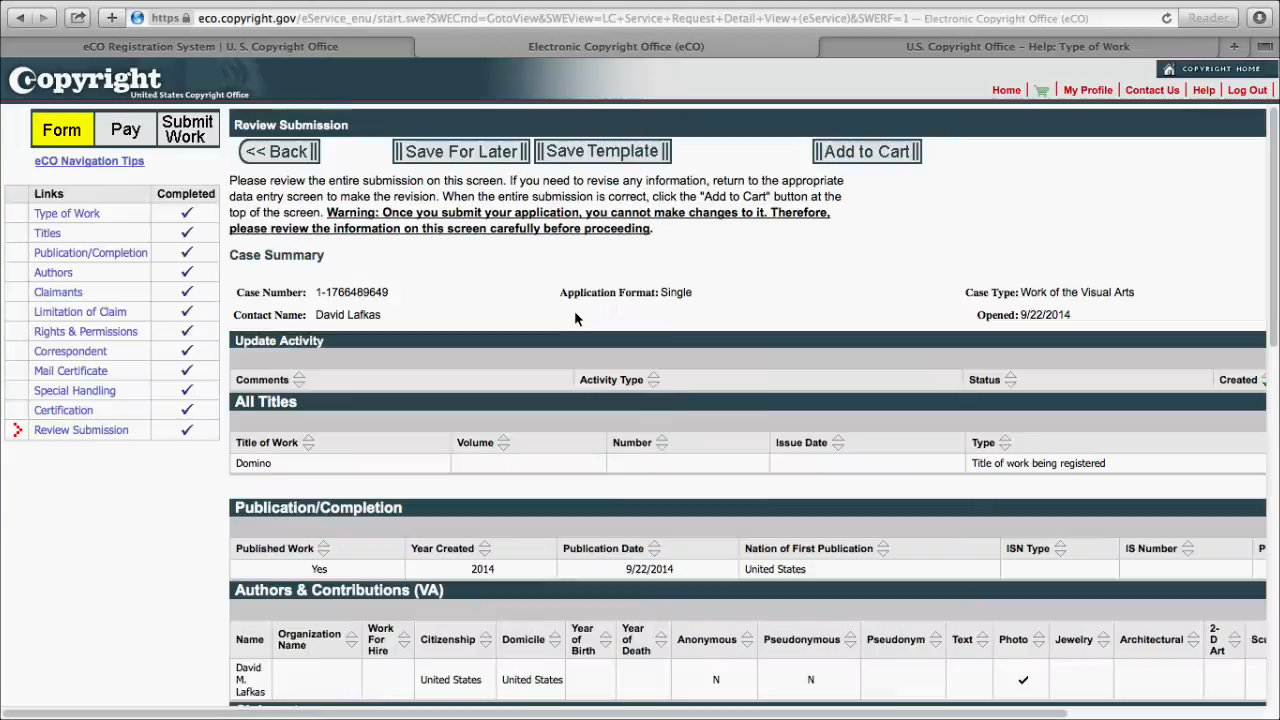 https eco.copyright.gov/eService_enu/start.swe?SWECmd=GotoView&SWEView=LC+Service+Request+Detail+View+(eService)&SWERF=1 – Electronic Copyright Office (eCO) Reader
eCO Registration System | U. S. Copyright Office Electronic Copyright Office (eCO) U.S. Copyright Office – Help: Type of Work
Copyright
United States Copyright Office
COPYRIGHT HOME
Home My Profile Contact Us Help Log Out
Form Pay Submit Work
eCO Navigation Tips
Links Completed
Type of Work ✓
Titles ✓
Publication/Completion ✓
Authors ✓
Claimants ✓
Limitation of Claim ✓
Rights & Permissions ✓
Correspondent ✓
Mail Certificate ✓
Special Handling ✓
Certification ✓
Review Submission ✓
Review Submission
<< Back Save For Later Save Template Add to Cart
Please review the entire submission on this screen. If you need to revise any information, return to the appropriate
data entry screen to make the revision. When the entire submission is correct, click the "Add to Cart" button at the
top of the screen. Warning: Once you submit your application, you cannot make changes to it. Therefore,
please review the information on this screen carefully before proceeding.
Case Summary
Case Number: 1-1766489649 Application Format: Single Case Type: Work of the Visual Arts
Contact Name: David Lafkas Opened: 9/22/2014
Update Activity
Comments Activity Type Status Created
All Titles
Title of Work Volume Number Issue Date Type
Domino Title of work being registered
Publication/Completion
Published Work Year Created Publication Date Nation of First Publication ISN Type IS Number P
Yes 2014 9/22/2014 United States
Authors & Contributions (VA)
Name Organization Name Work For Hire Citizenship Domicile Year of Birth Year of Death Anonymous Pseudonymous Pseudonym Text Photo Jewelry Architectural 2-D Art Scu
David M. Lafkas United States United States N N ✓